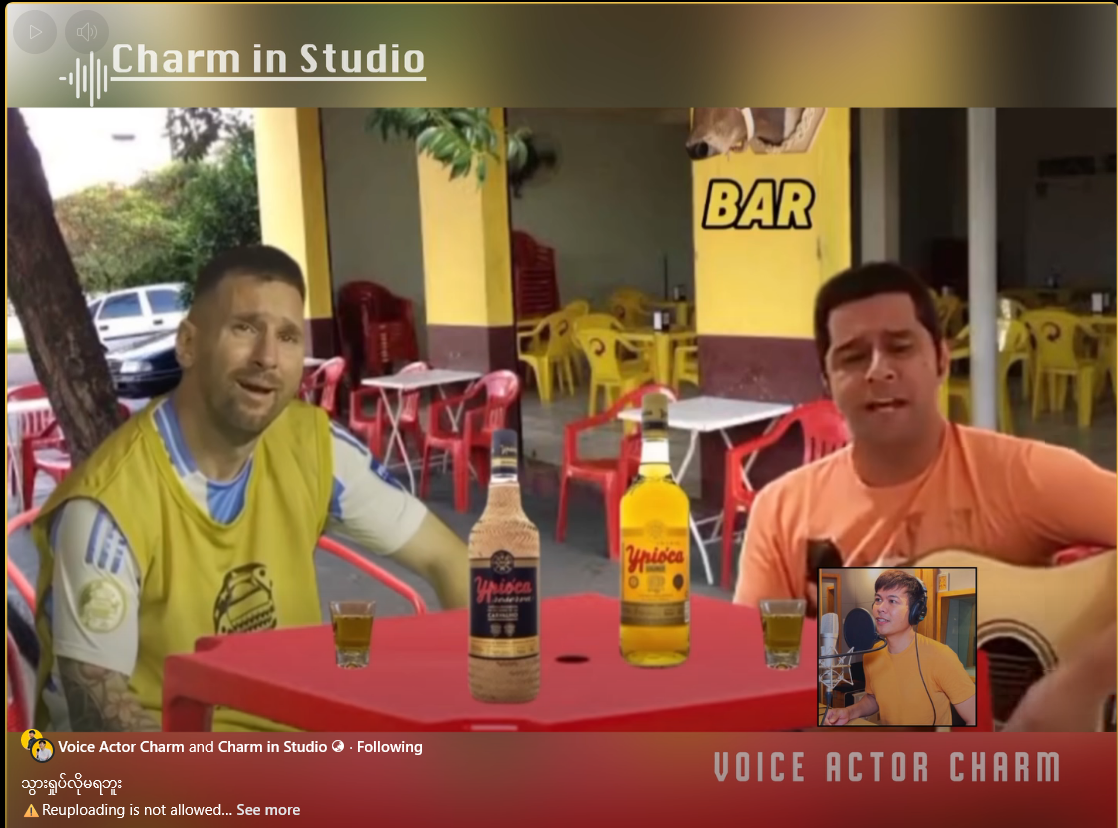 Charm in Studio
BAR
Ypióca
Ypióca
Voice Actor Charm and Charm in Studio · Following
VOICE ACTOR CHARM
သွားရှုပ်လို့မရဘူး
⚠Reuploading is not allowed... See more